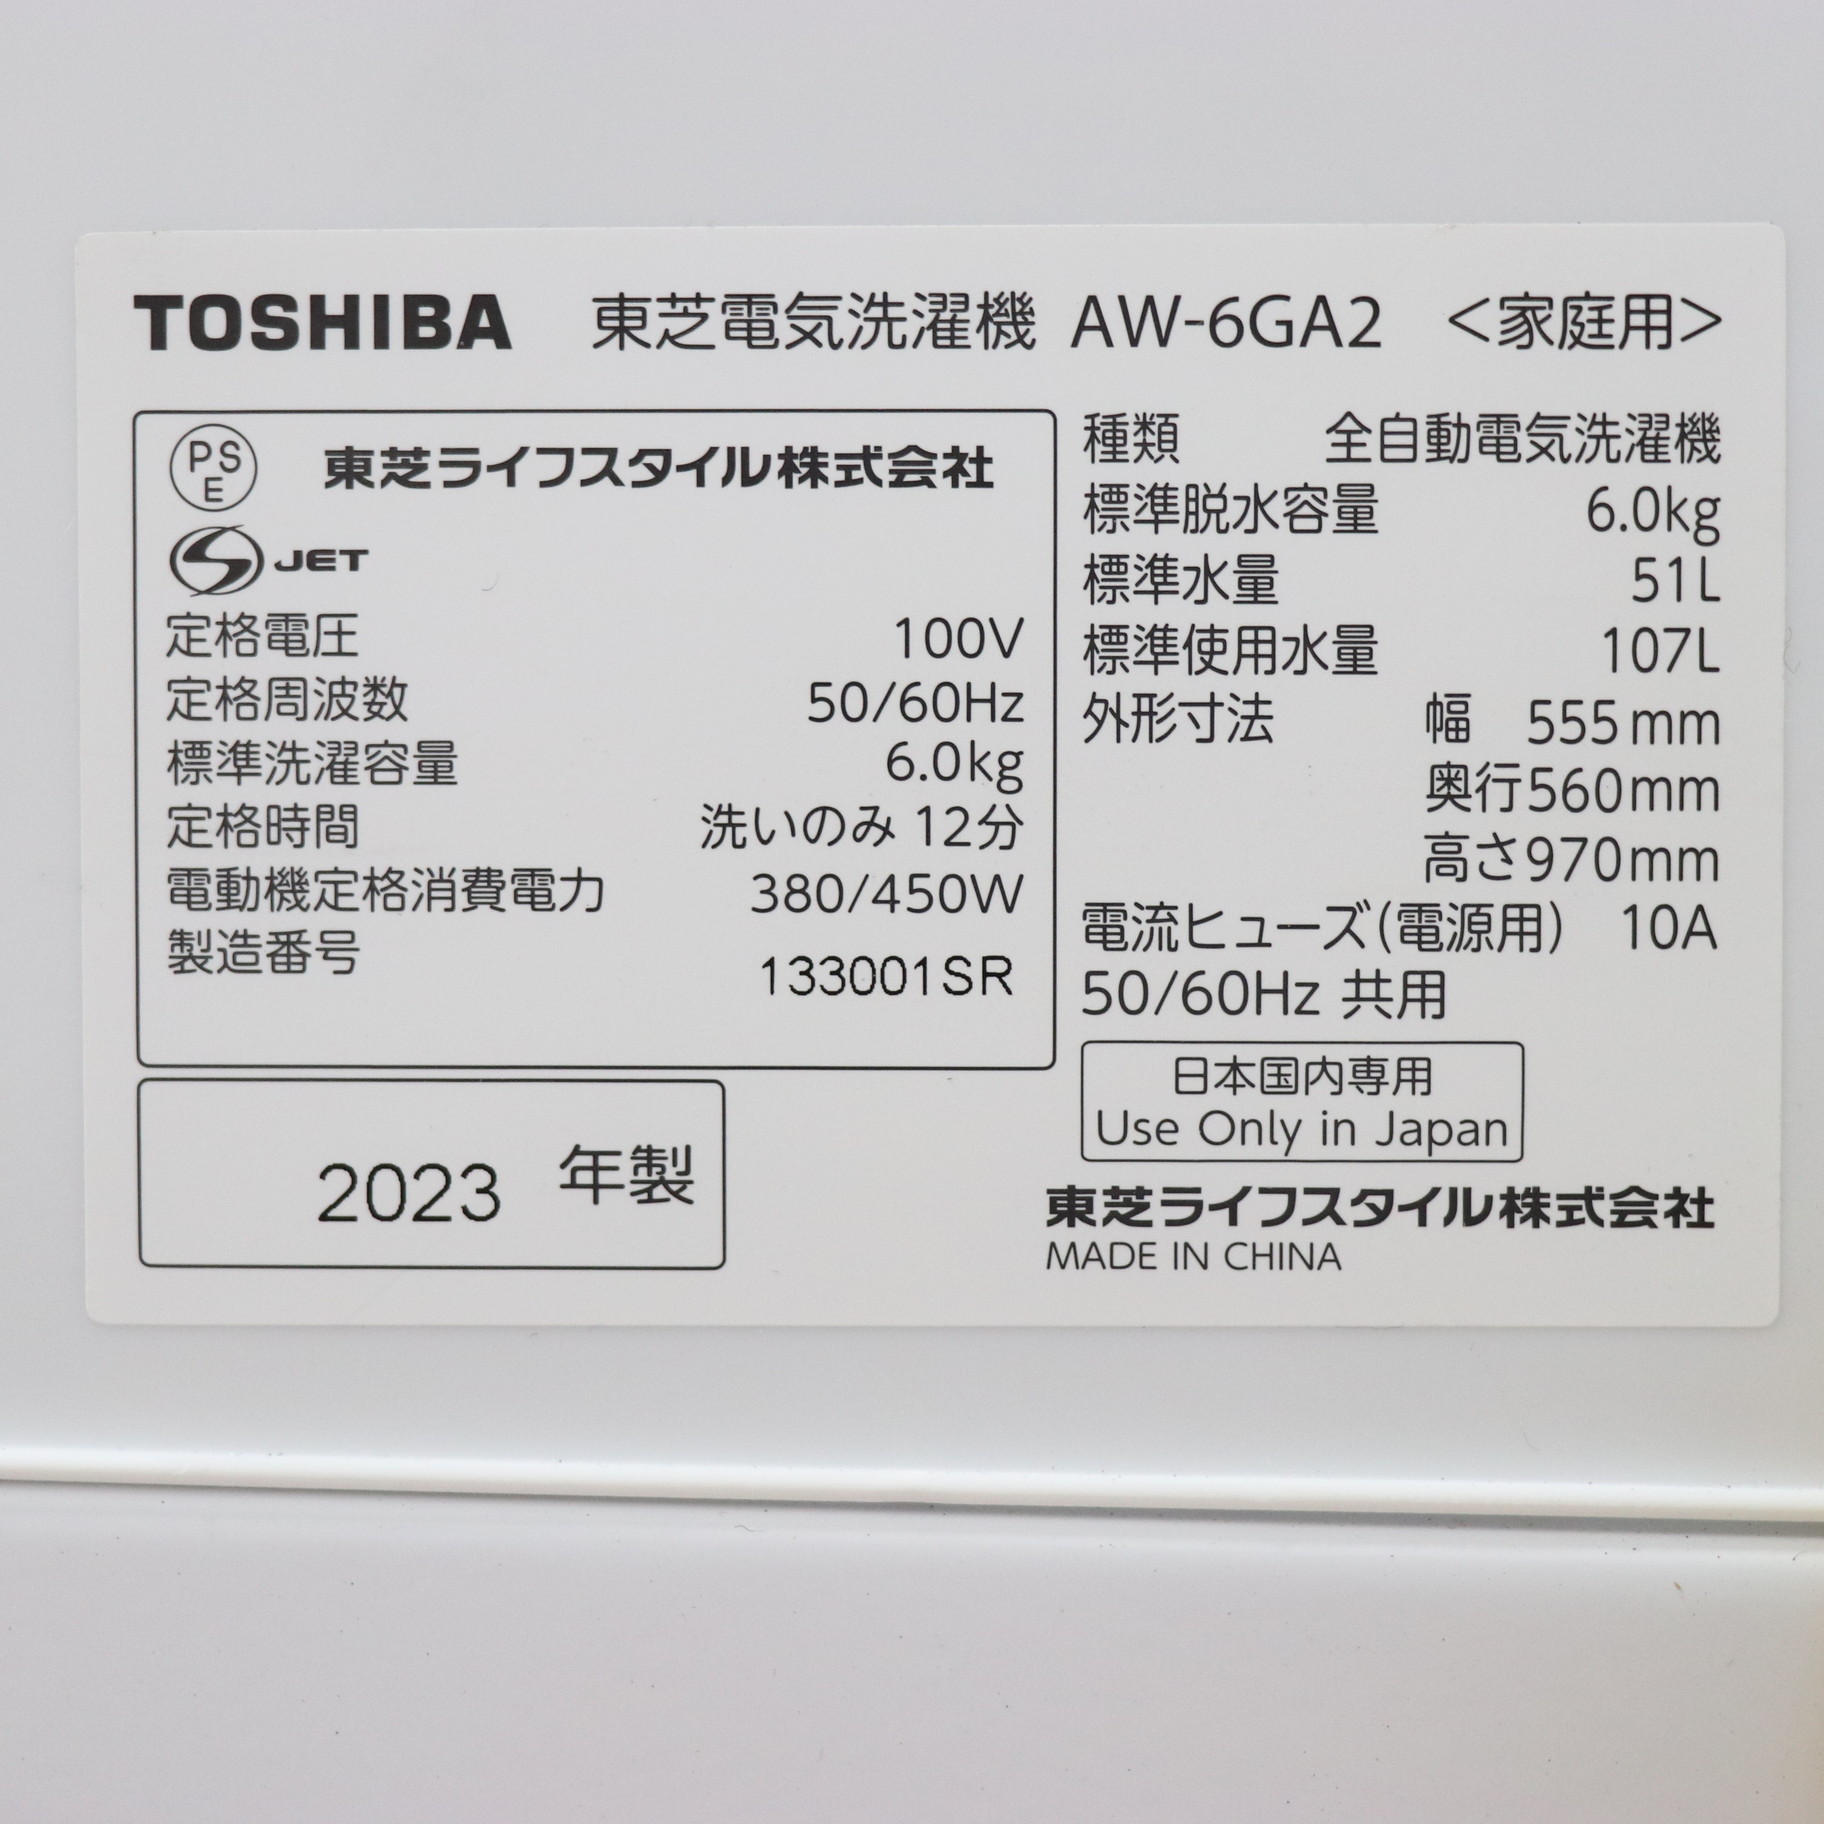 TOSHIBA 東芝電気洗濯機 AW-6GA2 <家庭用>
PSE 東芝ライフスタイル株式会社
S JET
定格電圧 100V
定格周波数 50/60Hz
標準洗濯容量 6.0kg
定格時間 洗いのみ 12分
電動機定格消費電力 380/450W
製造番号 133001SR
2023 年製
種類 全自動電気洗濯機
標準脱水容量 6.0kg
標準水量 51L
標準使用水量 107L
外形寸法 幅 555mm
奥行560mm
高さ970mm
電流ヒューズ(電源用) 10A
50/60Hz 共用
日本国内専用
Use Only in Japan
東芝ライフスタイル株式会社
MADE IN CHINA